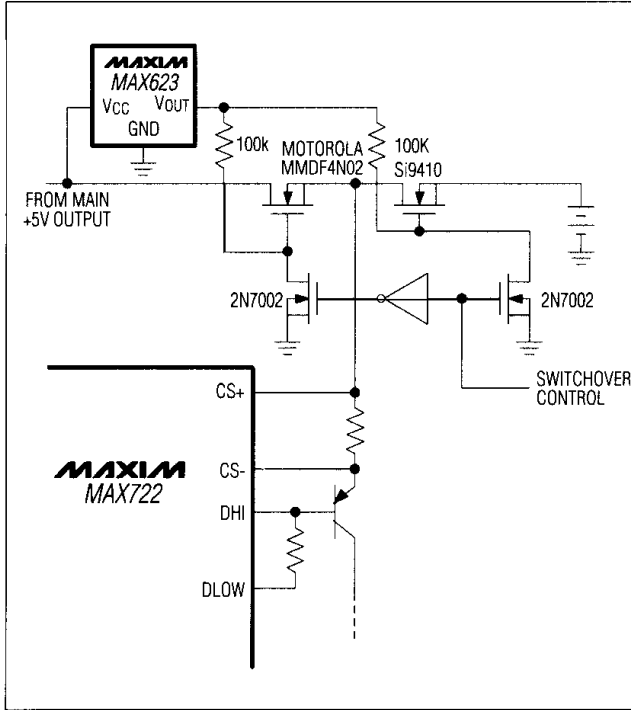 MAXIM
MAX623
VCC VOUT
GND
100k
MOTOROLA
MMDF4N02
100K
Si9410
FROM MAIN
+5V OUTPUT
2N7002
2N7002
SWITCHOVER
CONTROL
CS+
MAXIM
MAX722
CS-
DHI
DLOW